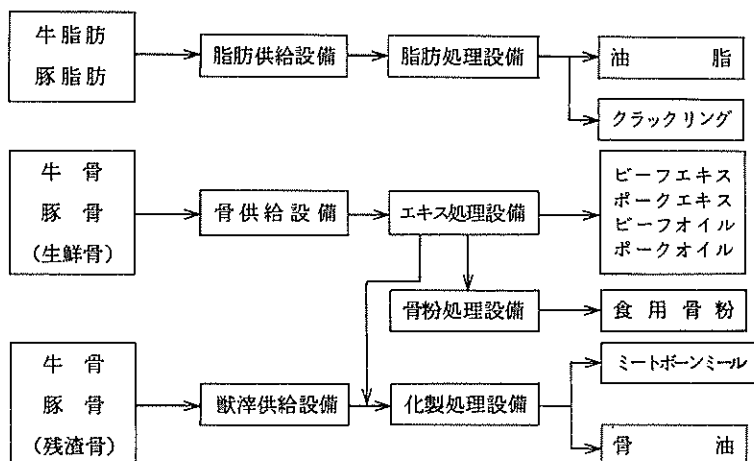 牛脂肪
豚脂肪
脂肪供給設備
脂肪処理設備
油脂
クラックリング
牛骨
豚骨
(生鮮骨)
骨供給設備
エキス処理設備
ビーフエキス
ポークエキス
ビーフオイル
ポークオイル
骨粉処理設備
食用骨粉
牛骨
豚骨
(残渣骨)
獣滓供給設備
化製処理設備
ミートボーンミール
骨油